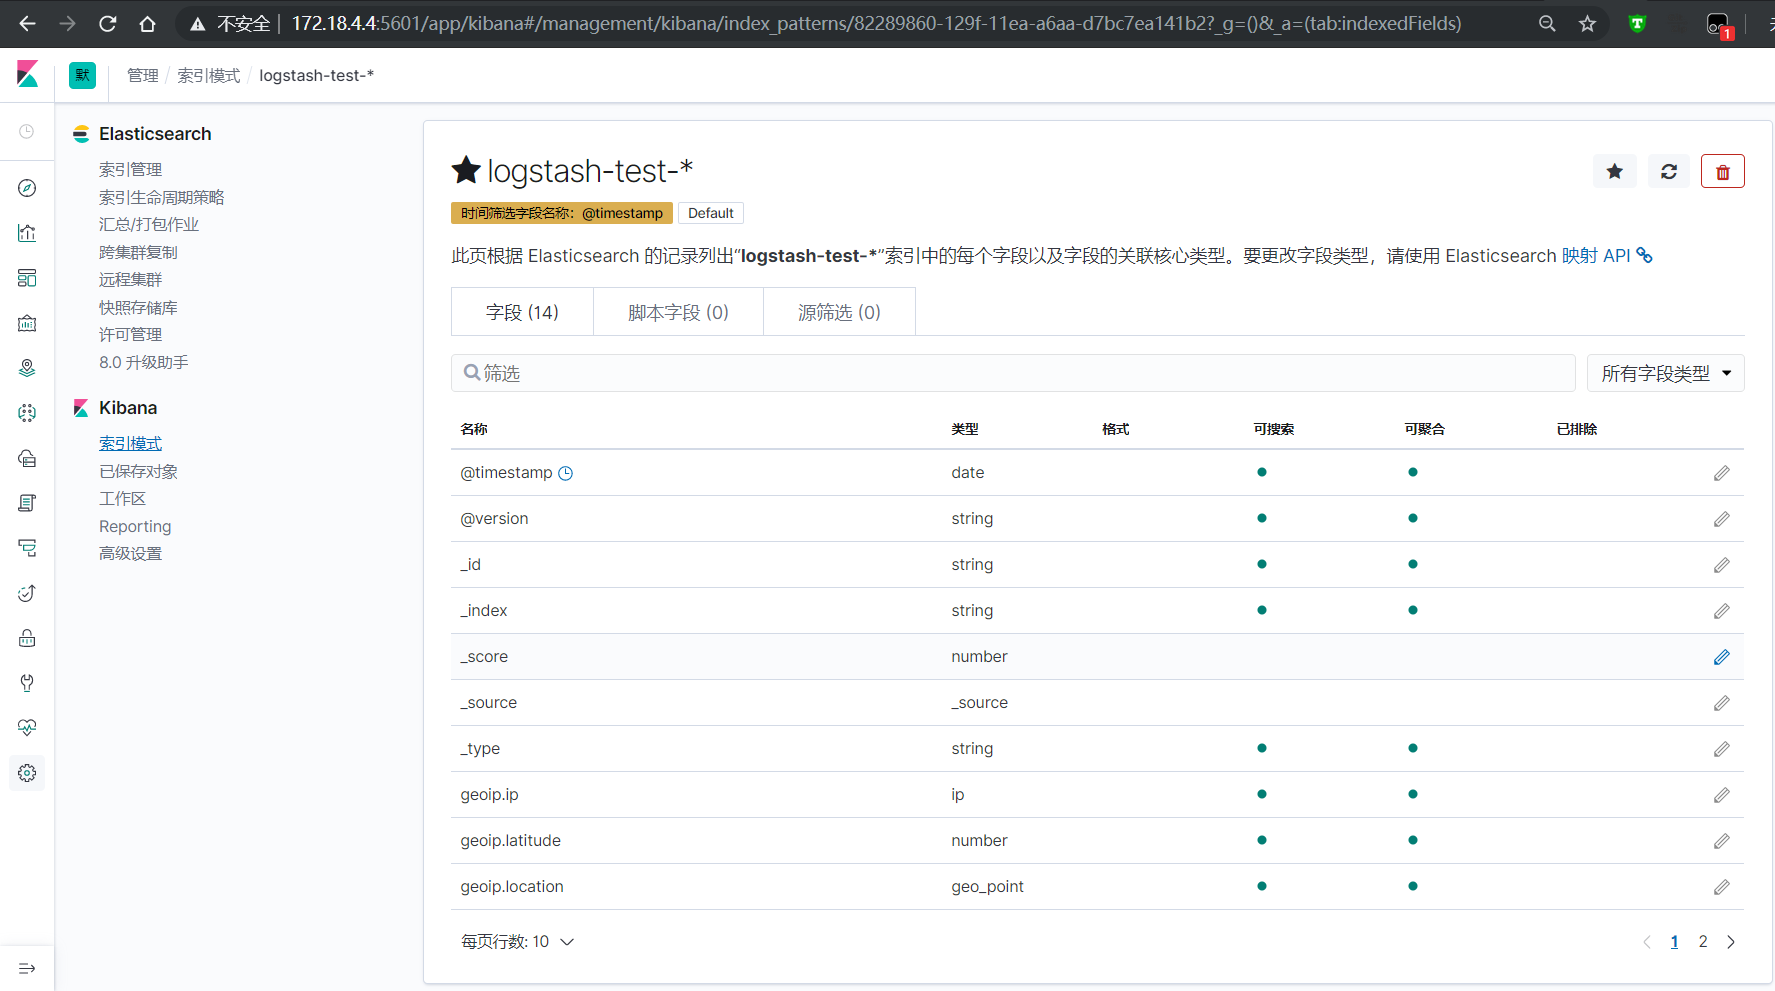 不安全 172.18.4.4:5601/app/kibana#/management/kibana/index_patterns/82289860-129f-11ea-a6aa-d7bc7ea141b2?_g=()&_a=(tab:indexedFields)
1
默 管理 / 索引模式 / logstash-test-*
Elasticsearch
索引管理
索引生命周期策略
汇总/打包作业
跨集群复制
远程集群
快照存储库
许可管理
8.0 升级助手
Kibana
索引模式
已保存对象
工作区
Reporting
高级设置
logstash-test-*
时间筛选字段名称: @timestamp Default
此页根据 Elasticsearch 的记录列出“logstash-test-*”索引中的每个字段以及字段的关联核心类型。要更改字段类型，请使用 Elasticsearch 映射 API
字段 (14) 脚本字段 (0) 源筛选 (0)
筛选 所有字段类型
名称 类型 格式 可搜索 可聚合 已排除
@timestamp date
@version string
_id string
_index string
_score number
_source _source
_type string
geoip.ip ip
geoip.latitude number
geoip.location geo_point
每页行数: 10 1 2